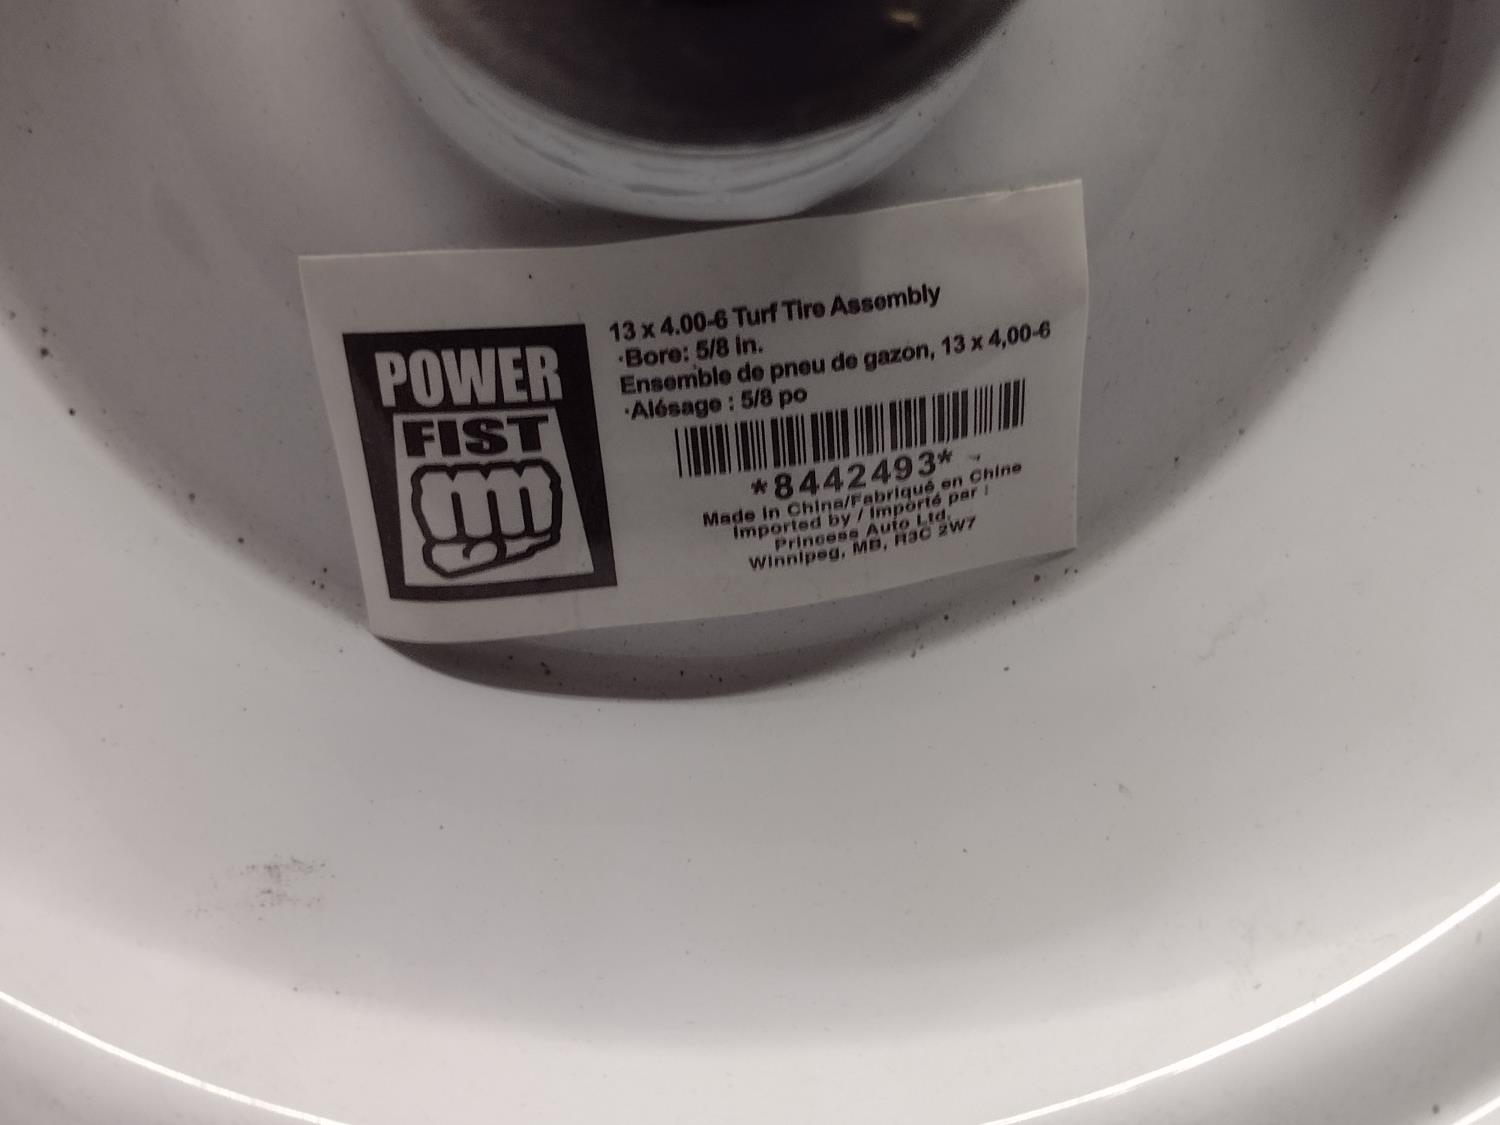 POWER
FIST
13 x 4.00-6 Turf Tire Assembly
·Bore: 5/8 in.
Ensemble de pneu de gazon, 13 x 4,00-6
·Alésage : 5/8 po
*8442493*
Made in China/Fabriqué en Chine
Imported by / Importé par :
Princess Auto Ltd.
Winnipeg, MB, R3C 2W7